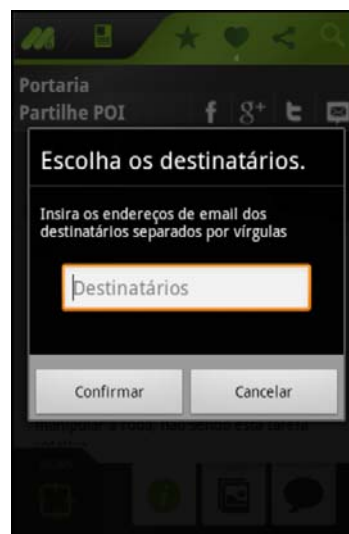 Portaria
Partilhe POI
Escolha os destinatários.
Insira os endereços de email dos
destinatários separados por vírgulas
Destinatários
Confirmar
Cancelar